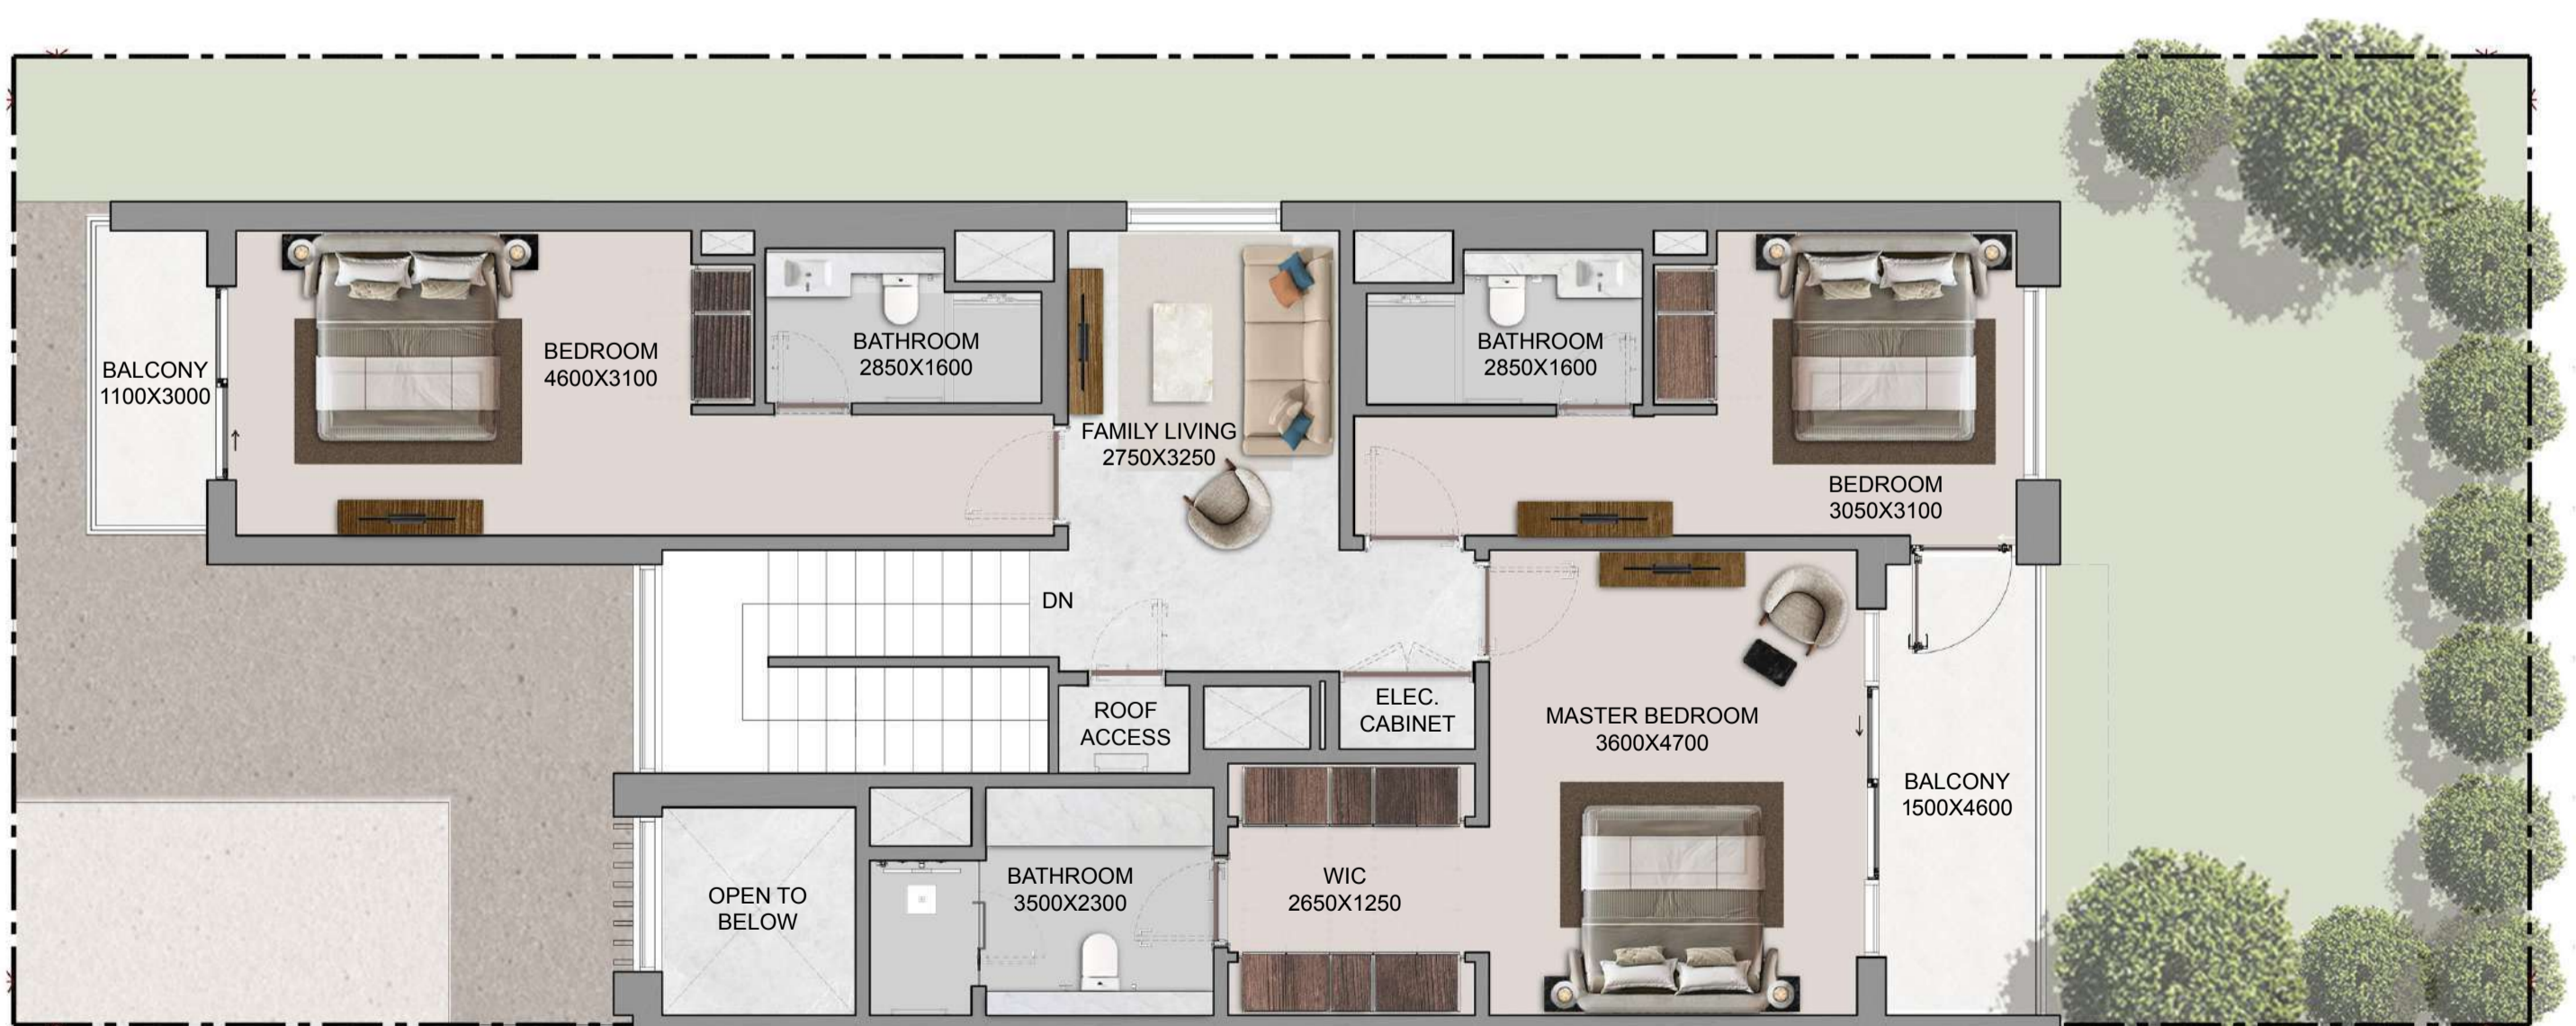 BALCONY
1100X3000
BEDROOM
4600X3100
BATHROOM
2850X1600
FAMILY LIVING
2750X3250
BATHROOM
2850X1600
BEDROOM
3050X3100
DN
ROOF
ACCESS
ELEC.
CABINET
MASTER BEDROOM
3600X4700
BALCONY
1500X4600
OPEN TO
BELOW
BATHROOM
3500X2300
WIC
2650X1250